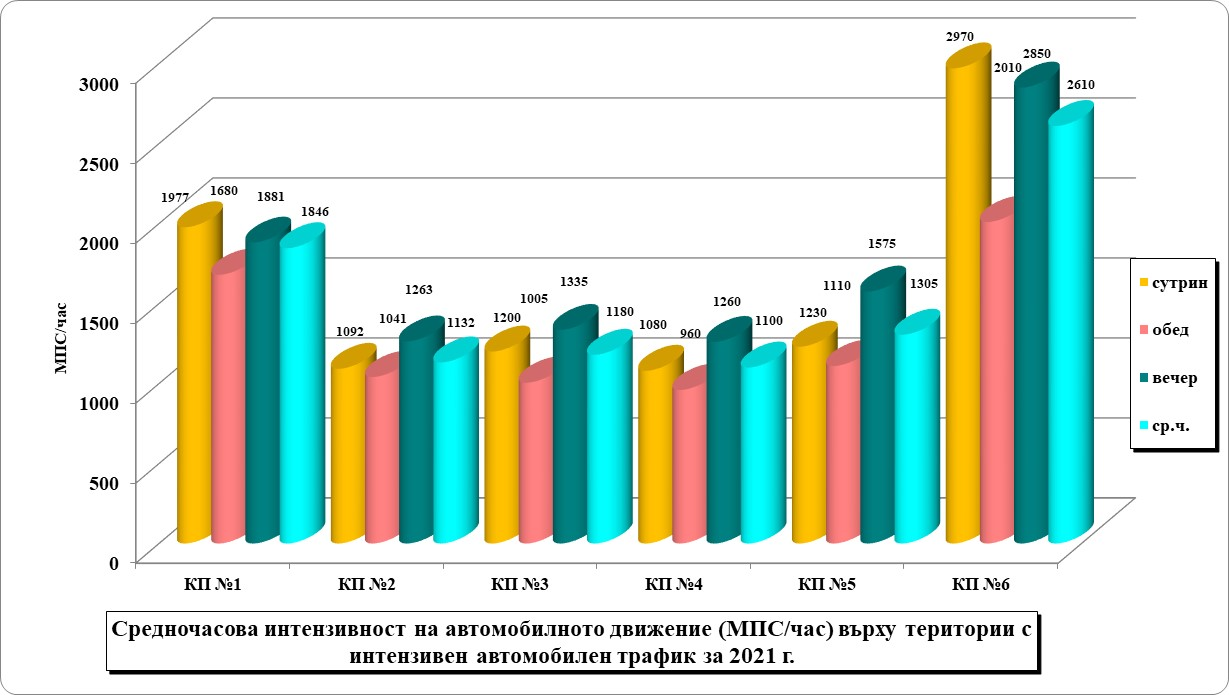 2970
2850
2010
2610
3000
2500
2000
1500
1000
500
0
МПС/час
1977
1680
1881
1846
1092
1041
1263
1132
1200
1005
1335
1180
1080
960
1260
1100
1230
1110
1575
1305
сутрин
обед
вечер
ср.ч.
КП №1
КП №2
КП №3
КП №4
КП №5
КП №6
Средночасова интензивност на автомобилното движение (МПС/час) върху територии с
интензивен автомобилен трафик за 2021 г.